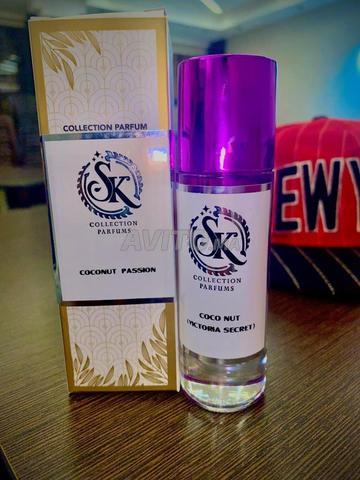 COLLECTION PARFUM
SK
COLLECTION
PARFUMS
COCONUT PASSION
SK
COLLECTION
PARFUMS
COCO NUT
(VICTORIA SECRET)
EWY